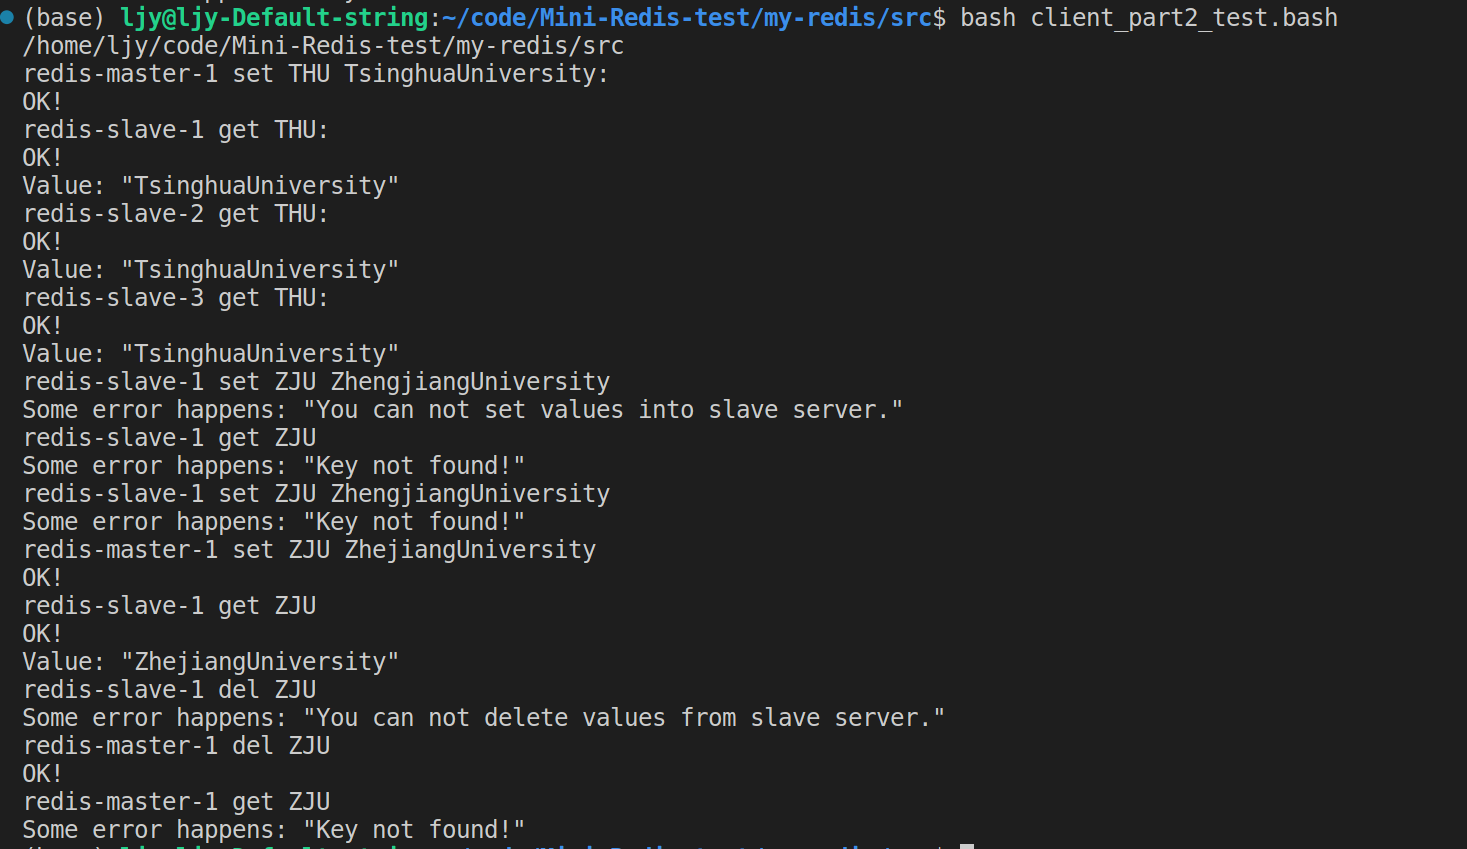 (base) ljy@ljy-Default-string:~/code/Mini-Redis-test/my-redis/src$ bash client_part2_test.bash
/home/ljy/code/Mini-Redis-test/my-redis/src
redis-master-1 set THU TsinghuaUniversity:
OK!
redis-slave-1 get THU:
OK!
Value: "TsinghuaUniversity"
redis-slave-2 get THU:
OK!
Value: "TsinghuaUniversity"
redis-slave-3 get THU:
OK!
Value: "TsinghuaUniversity"
redis-slave-1 set ZJU ZhengjiangUniversity
Some error happens: "You can not set values into slave server."
redis-slave-1 get ZJU
Some error happens: "Key not found!"
redis-slave-1 set ZJU ZhengjiangUniversity
Some error happens: "Key not found!"
redis-master-1 set ZJU ZhejiangUniversity
OK!
redis-slave-1 get ZJU
OK!
Value: "ZhejiangUniversity"
redis-slave-1 del ZJU
Some error happens: "You can not delete values from slave server."
redis-master-1 del ZJU
OK!
redis-master-1 get ZJU
Some error happens: "Key not found!"